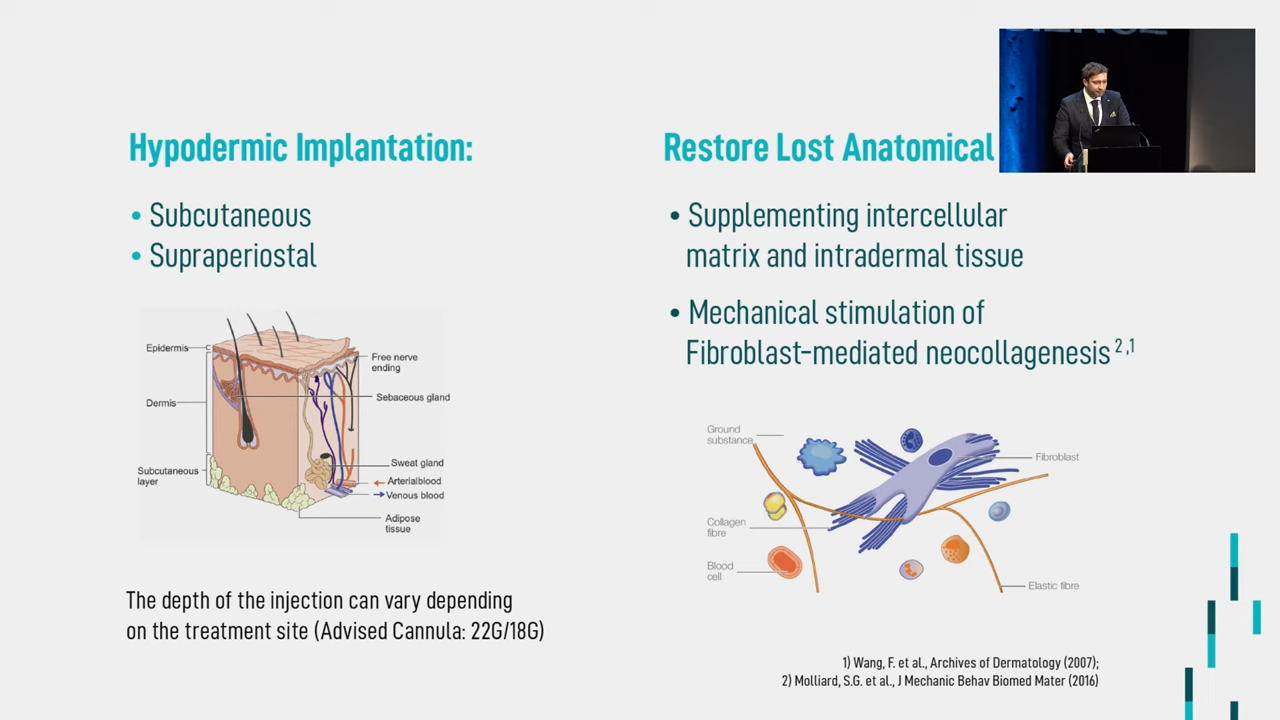 Hypodermic Implantation:
• Subcutaneous
• Supraperiostal
Epidermis
Dermis
Subcutaneous
layer
Free nerve
ending
Sebaceous gland
Sweat gland
Arterialblood
Venous blood
Adipose
tissue
The depth of the injection can vary depending
on the treatment site (Advised Cannula: 22G/18G)
Restore Lost Anatomical
• Supplementing intercellular
matrix and intradermal tissue
• Mechanical stimulation of
Fibroblast-mediated neocollagenesis 2,1
Ground
substance
Fibroblast
Collagen
fibre
Blood
cell
Elastic fibre
1) Wang, F. et al., Archives of Dermatology (2007);
2) Molliard, S.G. et al., J Mechanic Behav Biomed Mater (2016)